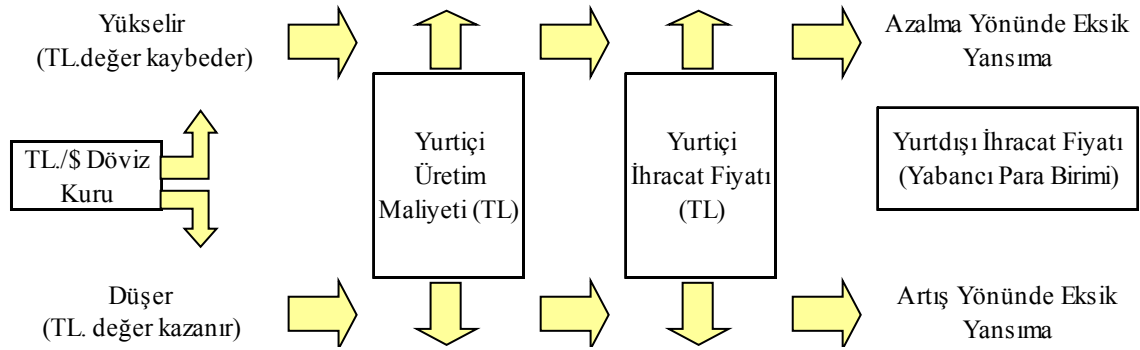 Yükselir
(TL.değer kaybeder)
Azalma Yönünde Eksik
Yansıma
TL./$ Döviz
Kuru
Yurtiçi
Üretim
Maliyeti (TL)
Yurtiçi
İhracat Fiyatı
(TL)
Yurtdışı İhracat Fiyatı
(Yabancı Para Birimi)
Düşer
(TL. değer kazanır)
Artış Yönünde Eksik
Yansıma